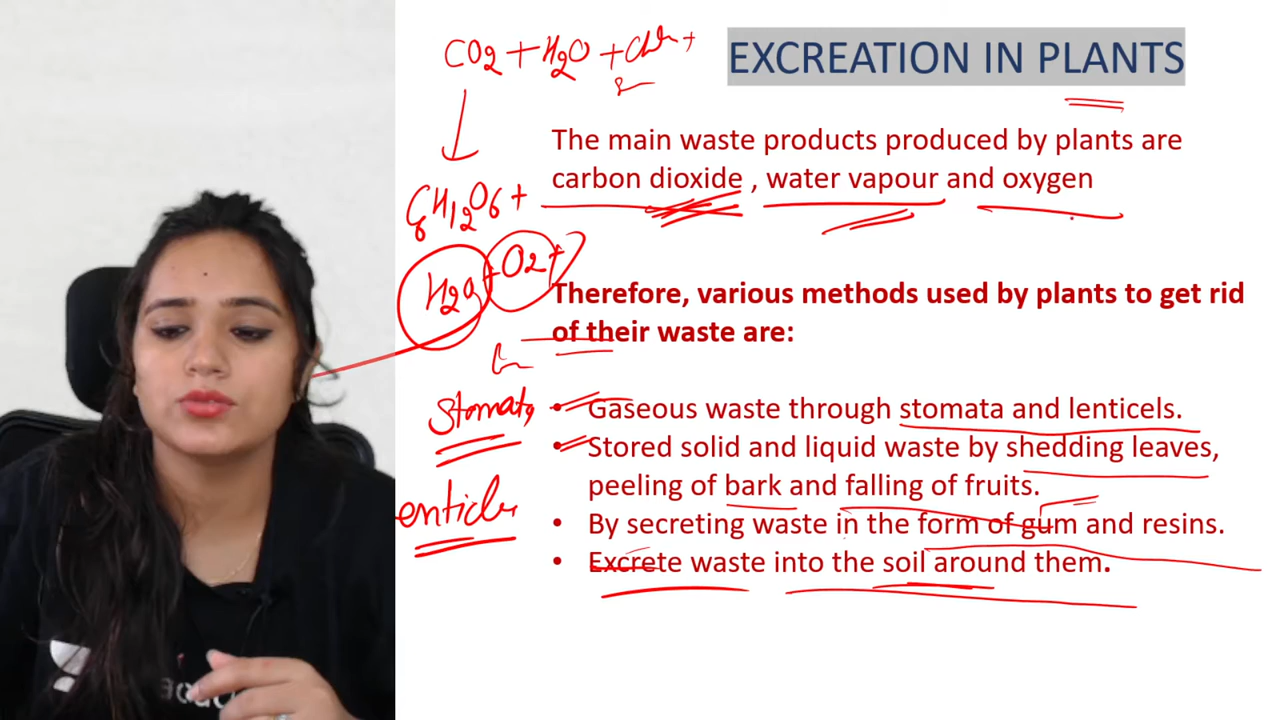 CO2 + H2O + Chl +
EXCREATION IN PLANTS
The main waste products produced by plants are
carbon dioxide , water vapour and oxygen
C6H12O6 +
H2O + O2 +
Therefore, various methods used by plants to get rid
of their waste are:
Stomata
• Gaseous waste through stomata and lenticels.
• Stored solid and liquid waste by shedding leaves,
peeling of bark and falling of fruits.
• By secreting waste in the form of gum and resins.
• Excrete waste into the soil around them.